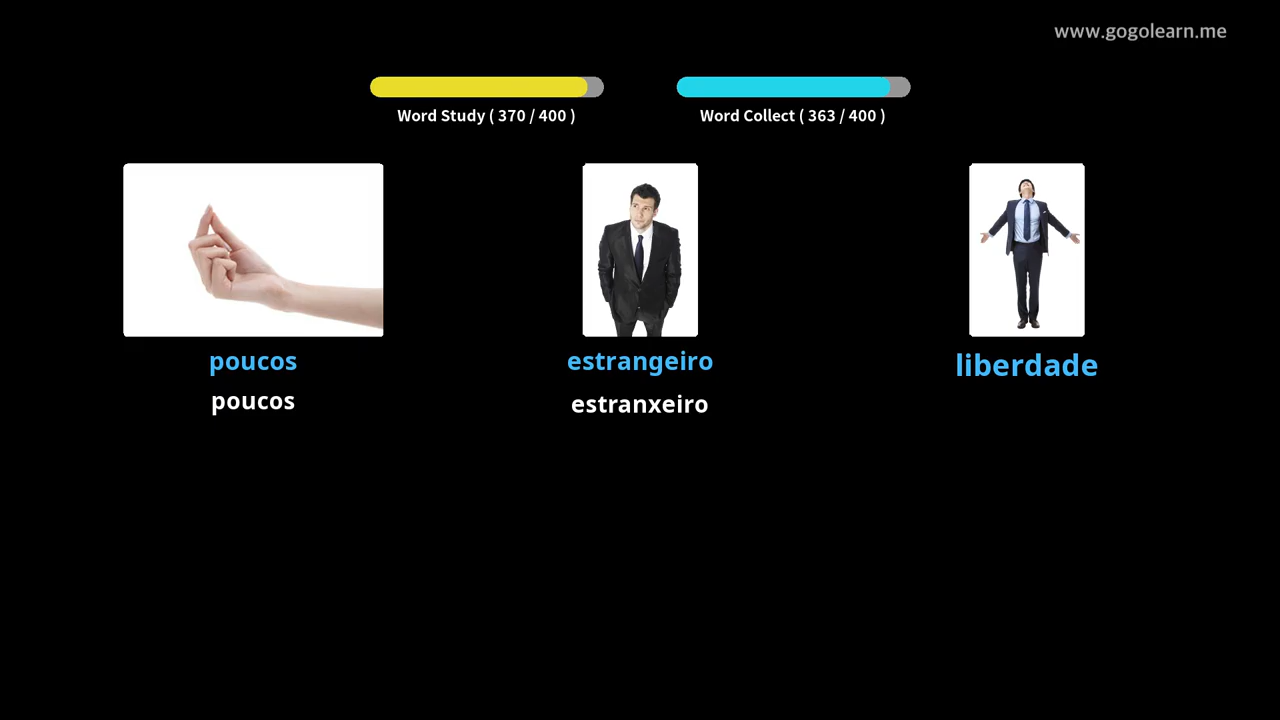 www.gogolearn.me
Word Study ( 370 / 400 )
Word Collect ( 363 / 400 )
poucos
estrangeiro
liberdade
poucos
estranxeiro